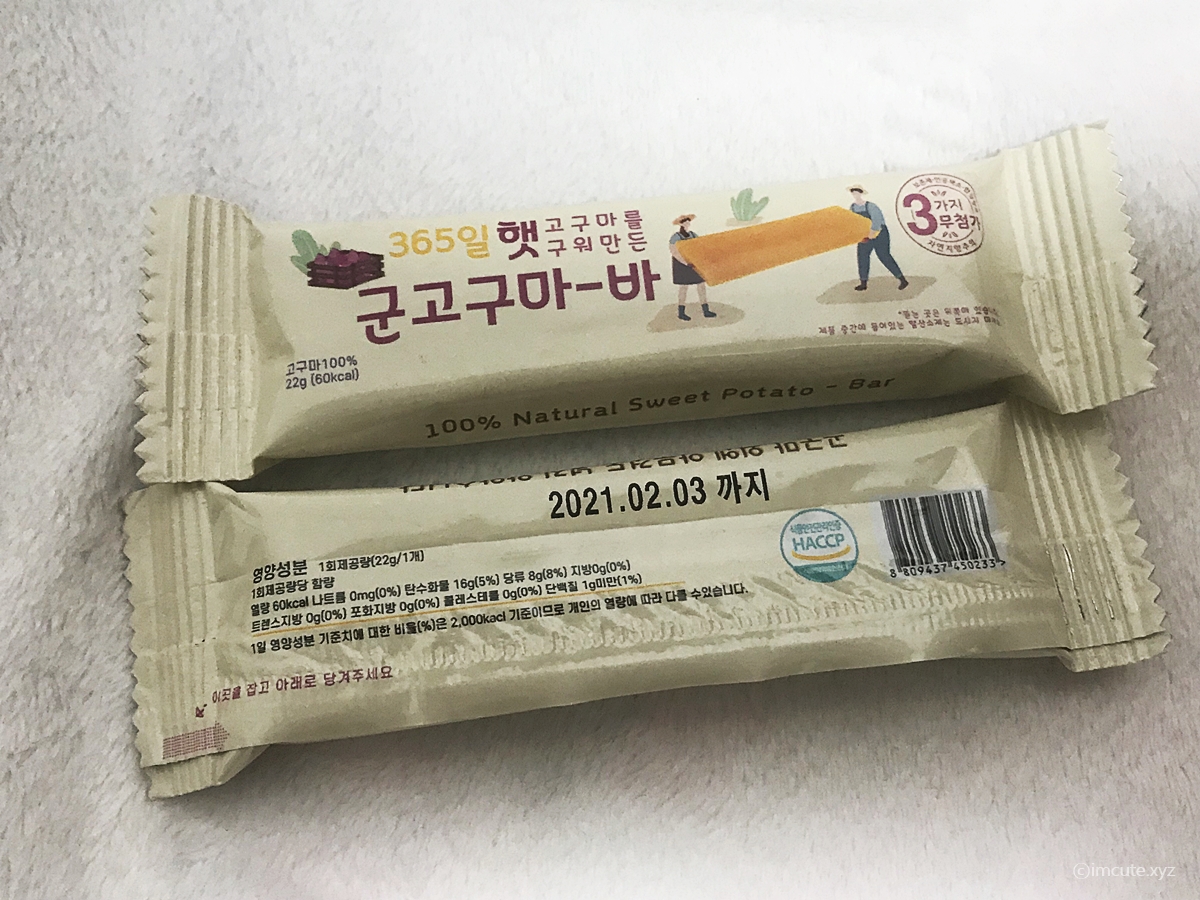 365일 햇 고구마를
구워만든
군고구마-바
3가지
무첨가
고구마100%
22g (60kcal)
100% Natural Sweet Potato - Bar
2021.02.03 까지
영양성분 1회제공량(22g/1개)
1회제공량당 함량
열량 60kcal 나트륨 0mg(0%) 탄수화물 16g(5%) 당류 8g(8%) 지방0g(0%)
트랜스지방 0g(0%) 포화지방 0g(0%) 콜레스테롤 0g(0%) 단백질 1g미만(1%)
1일 영양성분 기준치에 대한 비율(%)은 2,000kacl 기준이므로 개인의 열량에 따라 다를 수있습니다.
HACCP
8 809437 450233
이곳을 잡고 아래로 당겨주세요
ⓒimcute.xyz